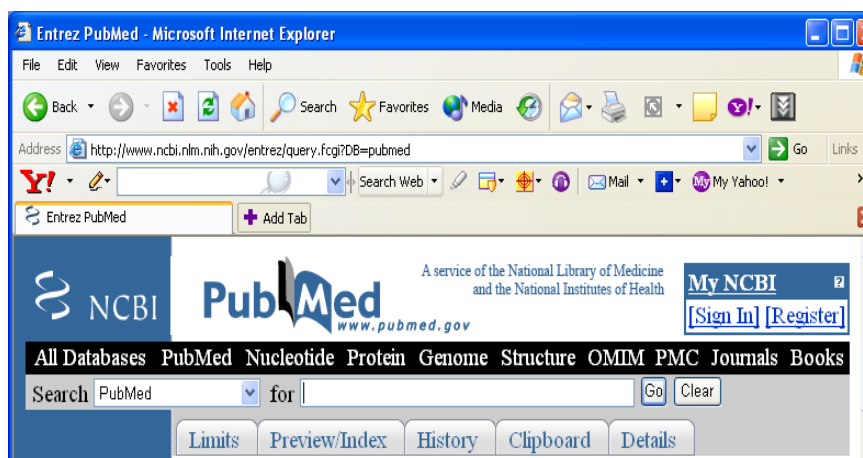 Entrez PubMed - Microsoft Internet Explorer
File Edit View Favorites Tools Help
Back Search Favorites Media
Address http://www.ncbi.nlm.nih.gov/entrez/query.fcgi?DB=pubmed Go Links
Y! Search Web Mail My My Yahoo! »
Entrez PubMed Add Tab
NCBI PubMed A service of the National Library of Medicine My NCBI ?
and the National Institutes of Health
www.pubmed.gov [Sign In] [Register]
All Databases PubMed Nucleotide Protein Genome Structure OMIM PMC Journals Books
Search PubMed for Go Clear
Limits Preview/Index History Clipboard Details